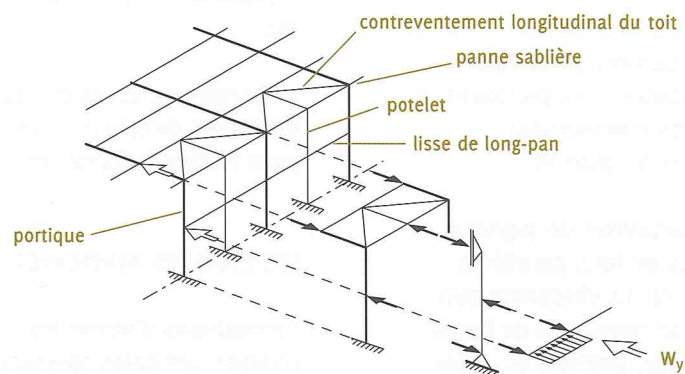 contreventement longitudinal du toit
panne sablière
potelet
lisse de long-pan
portique
Wy